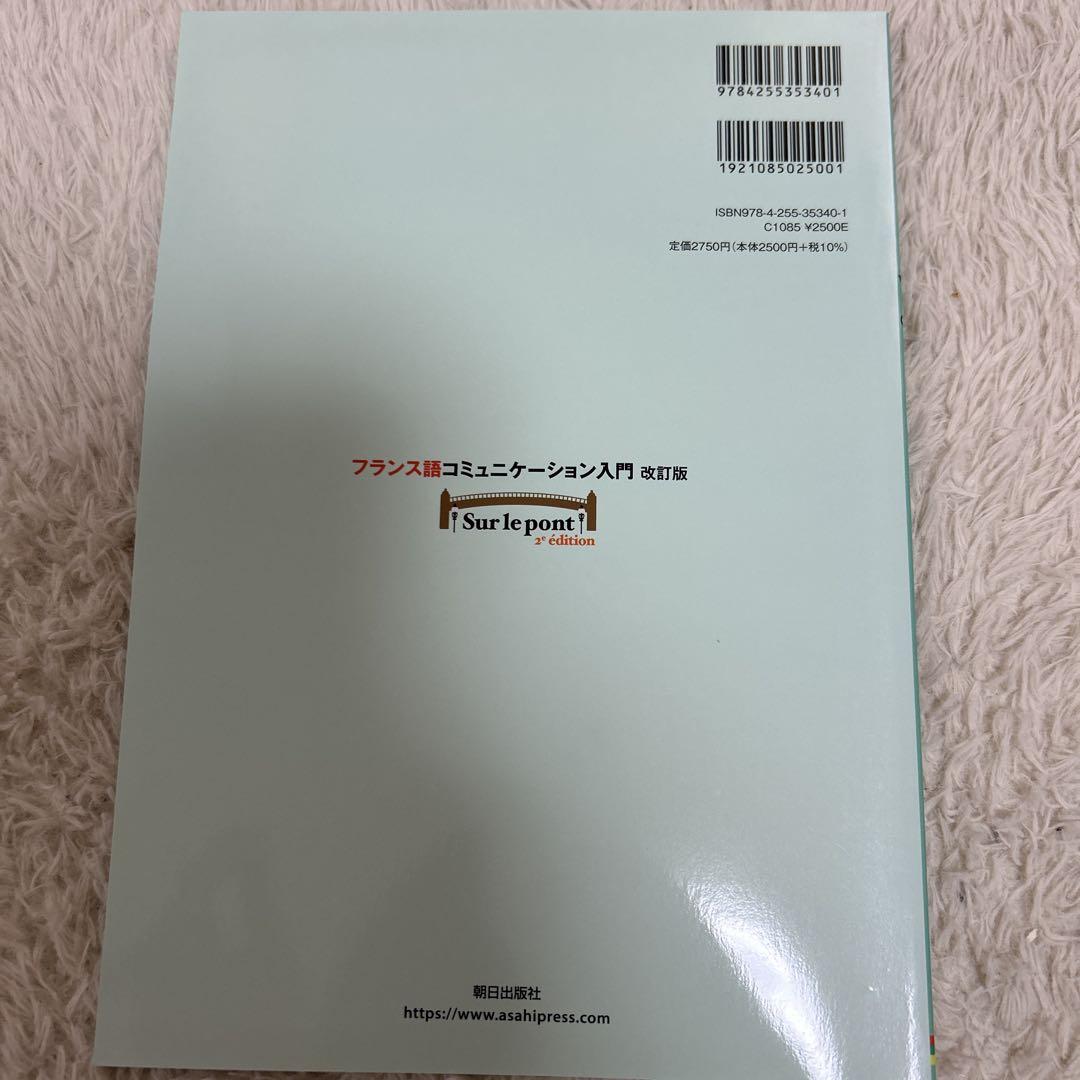 9784255353401
1921085025001
ISBN978-4-255-35340-1
C1085 ¥2500E
定価2750円(本体2500円+税10%)
フランス語コミュニケーション入門 改訂版
Sur le pont
2e édition
朝日出版社
https://www.asahipress.com